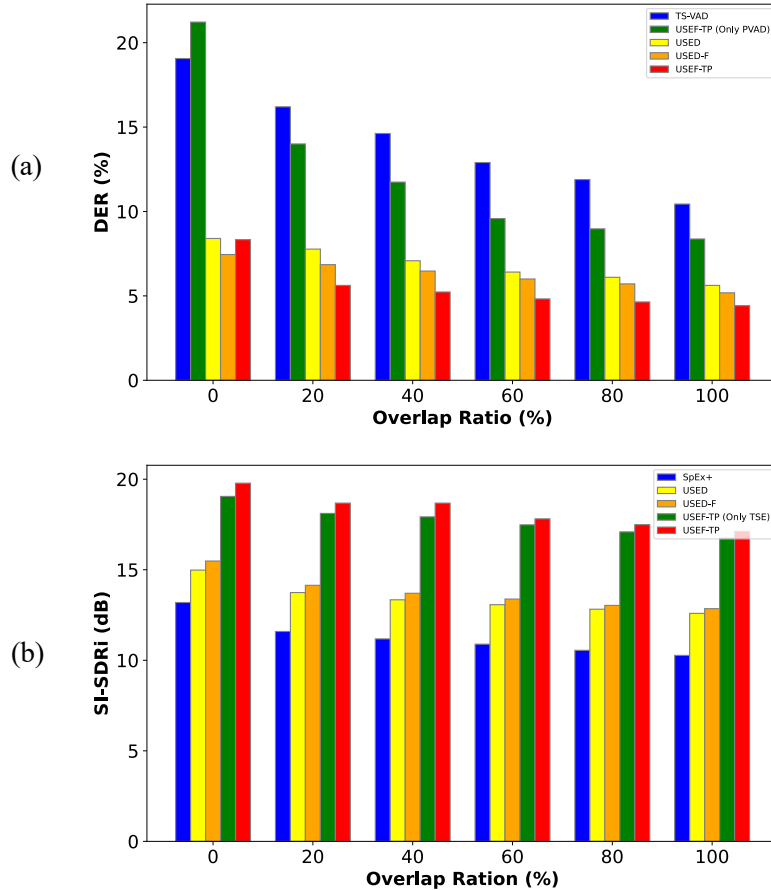 (a)
DER (%)
20
15
10
5
0
TS-VAD
USEF-TP (Only PVAD)
USED
USED-F
USEF-TP
0 20 40 60 80 100
Overlap Ratio (%)
(b)
SI-SDRi (dB)
20
15
10
5
0
SpEx+
USED
USED-F
USEF-TP (Only TSE)
USEF-TP
0 20 40 60 80 100
Overlap Ration (%)